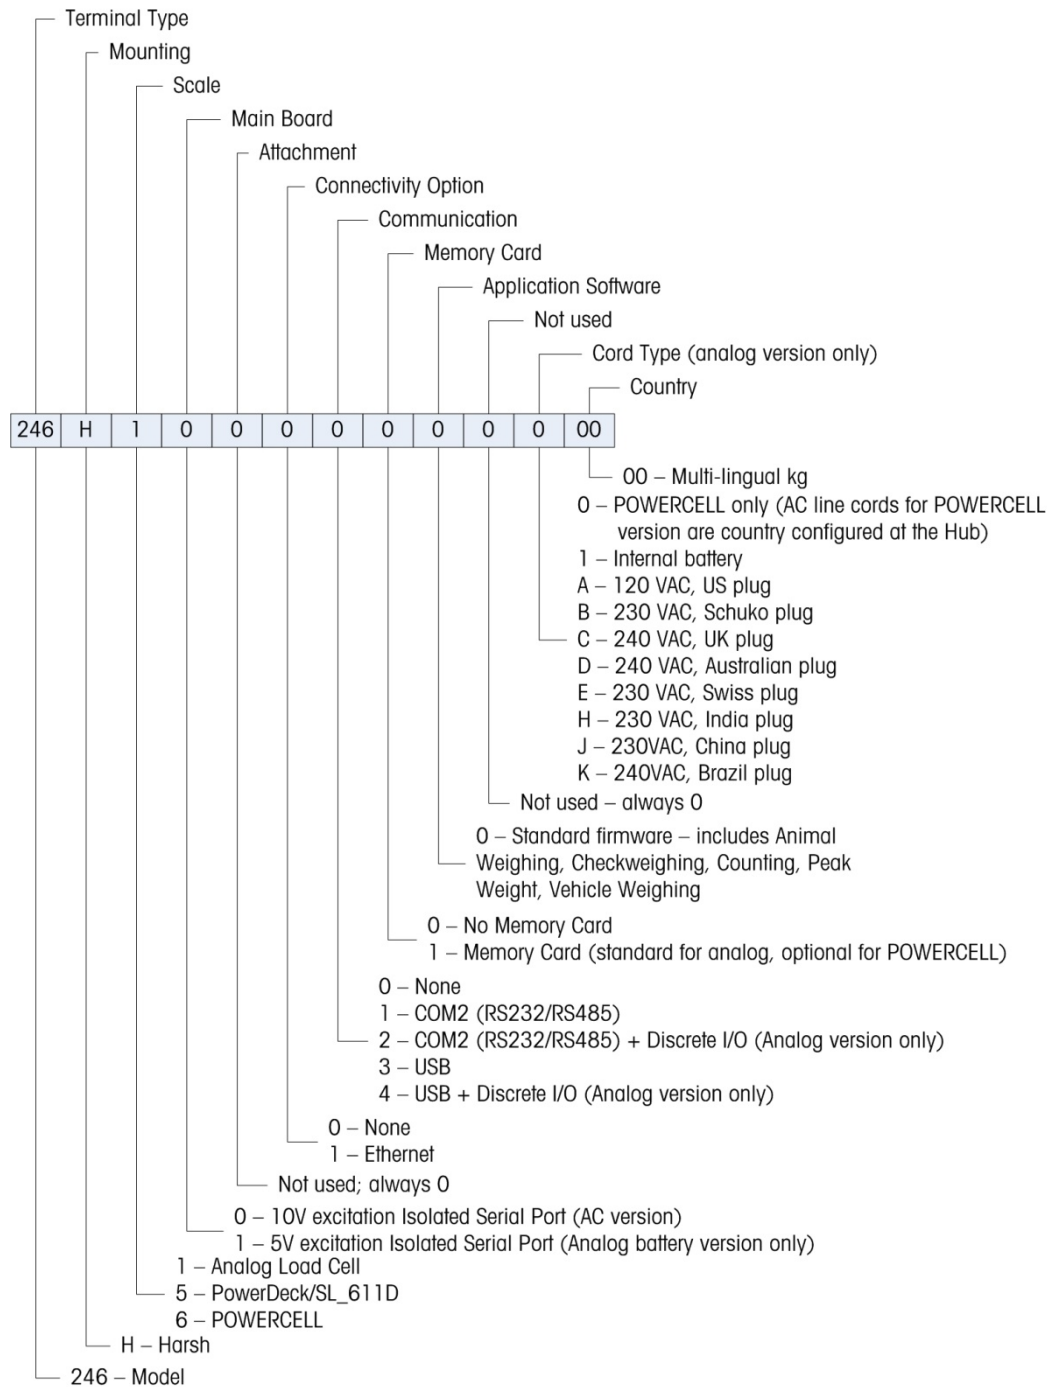 Terminal Type
Mounting
Scale
Main Board
Attachment
Connectivity Option
Communication
Memory Card
Application Software
Not used
Cord Type (analog version only)
Country
246 H 1 0 0 0 0 0 0 0 0 00
00 – Multi-lingual kg
0 – POWERCELL only (AC line cords for POWERCELL
version are country configured at the Hub)
1 – Internal battery
A – 120 VAC, US plug
B – 230 VAC, Schuko plug
C – 240 VAC, UK plug
D – 240 VAC, Australian plug
E – 230 VAC, Swiss plug
H – 230 VAC, India plug
J – 230VAC, China plug
K – 240VAC, Brazil plug
Not used – always 0
0 – Standard firmware – includes Animal
Weighing, Checkweighing, Counting, Peak
Weight, Vehicle Weighing
0 – No Memory Card
1 – Memory Card (standard for analog, optional for POWERCELL)
0 – None
1 – COM2 (RS232/RS485)
2 – COM2 (RS232/RS485) + Discrete I/O (Analog version only)
3 – USB
4 – USB + Discrete I/O (Analog version only)
0 – None
1 – Ethernet
Not used; always 0
0 – 10V excitation Isolated Serial Port (AC version)
1 – 5V excitation Isolated Serial Port (Analog battery version only)
1 – Analog Load Cell
5 – PowerDeck/SL_611D
6 – POWERCELL
H – Harsh
246 – Model